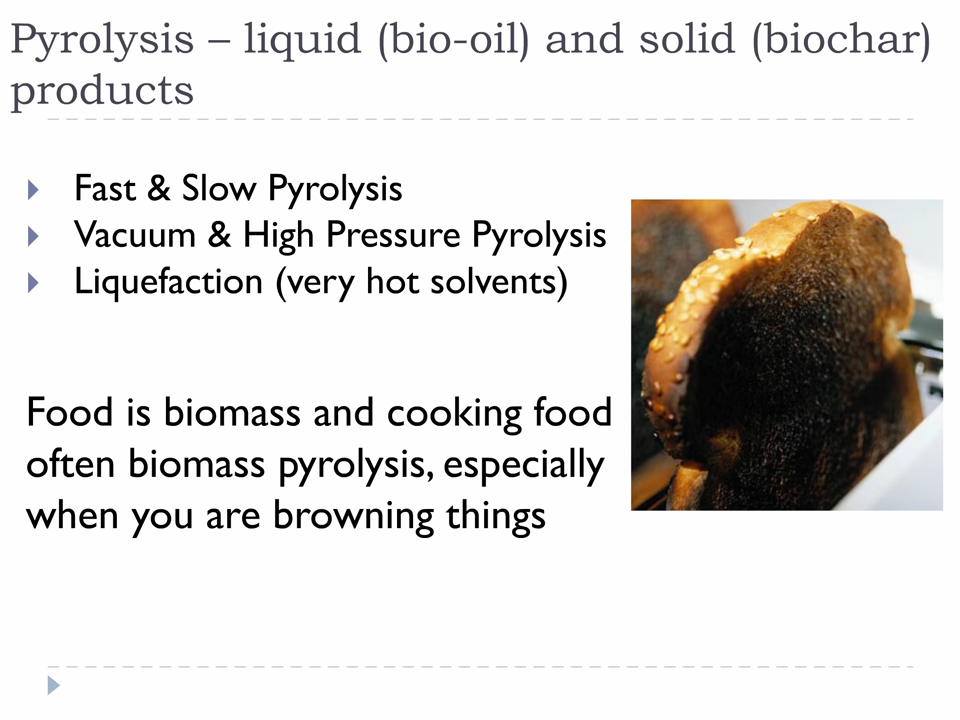 Pyrolysis – liquid (bio-oil) and solid (biochar)
products
Fast & Slow Pyrolysis
Vacuum & High Pressure Pyrolysis
Liquefaction (very hot solvents)
Food is biomass and cooking food
often biomass pyrolysis, especially
when you are browning things